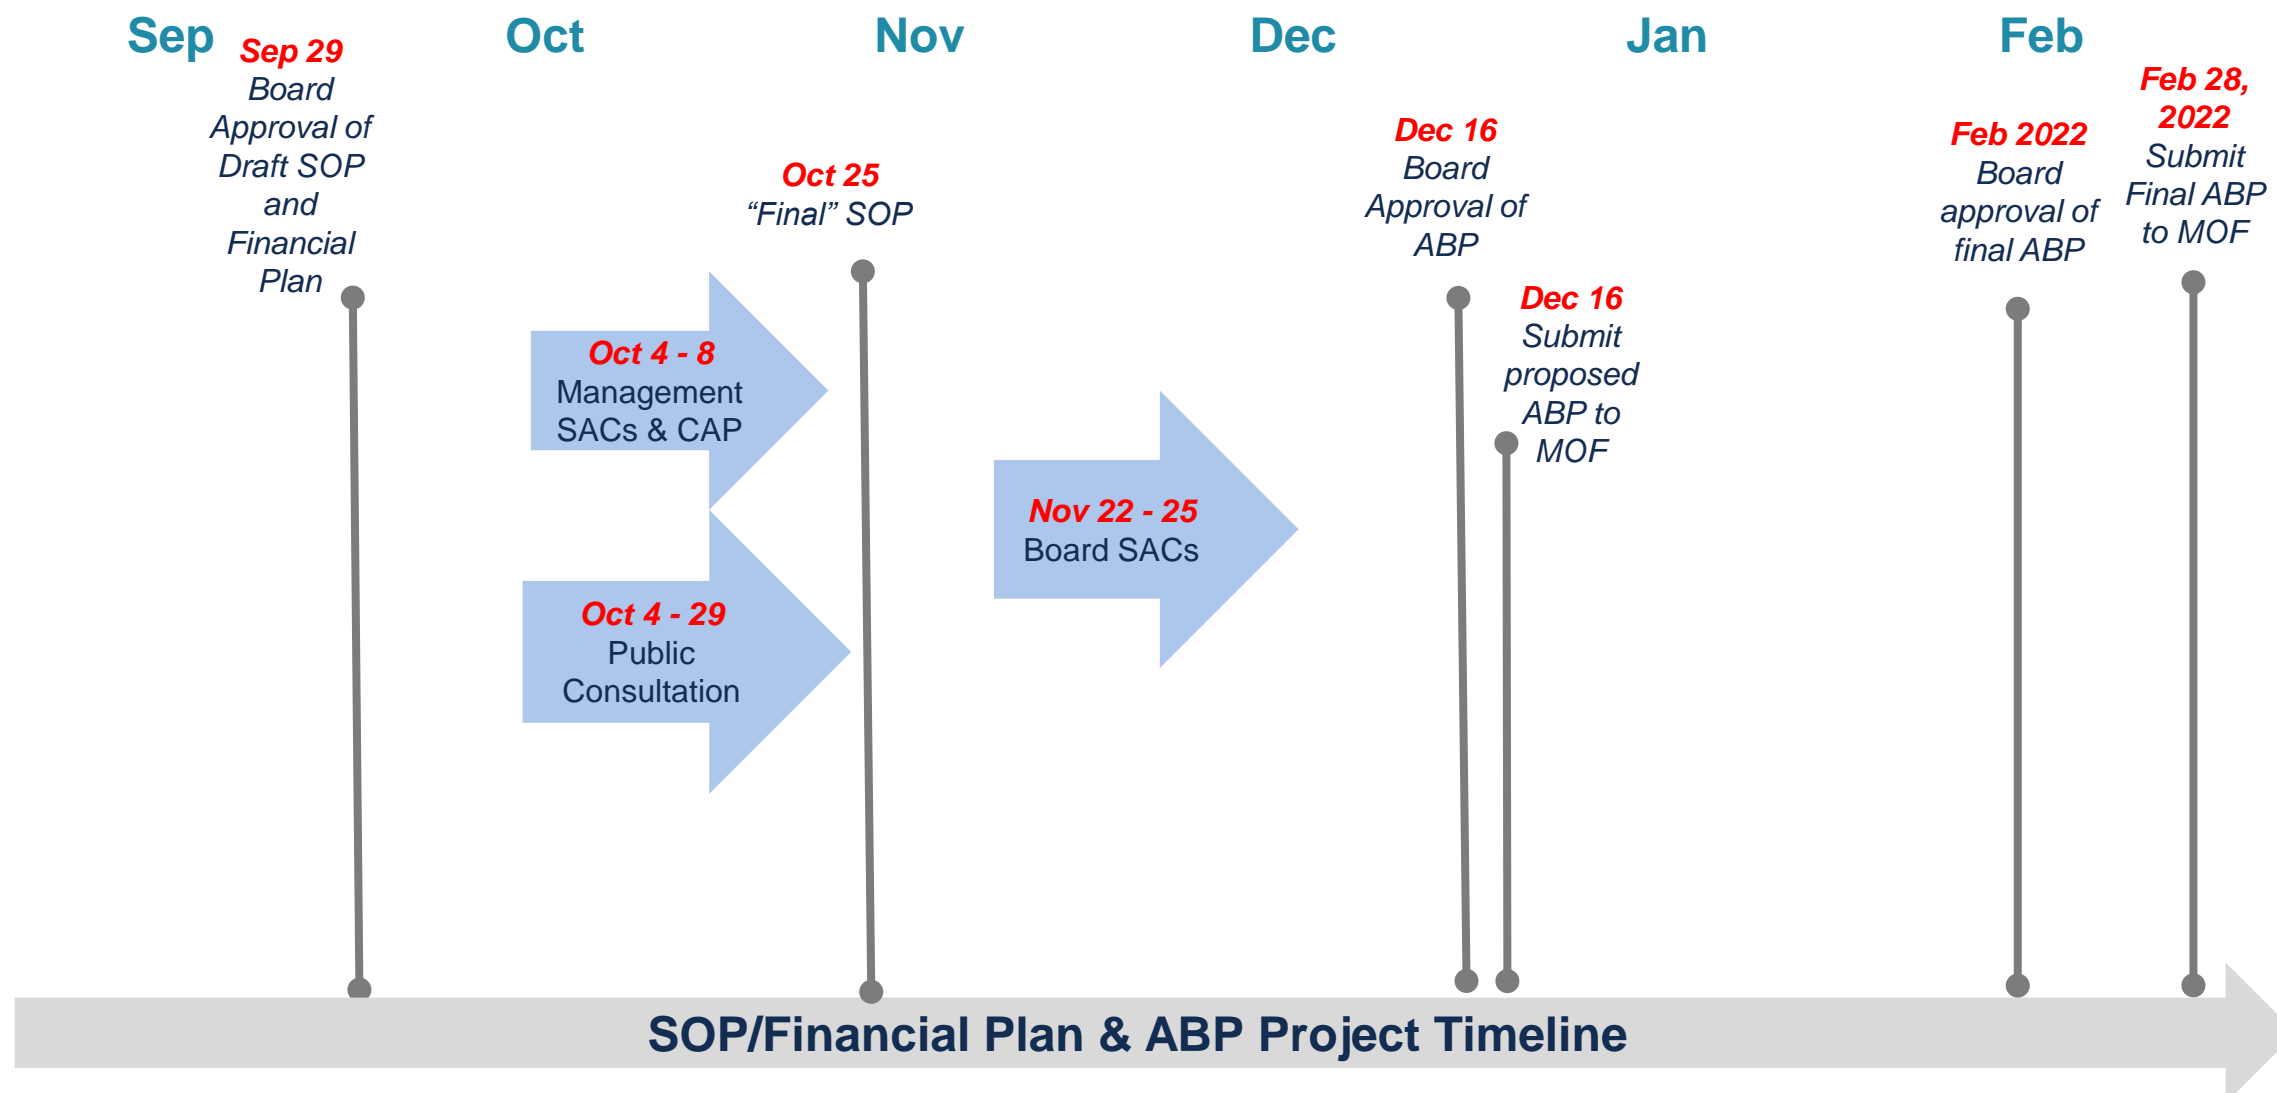 Sep
Oct
Nov
Dec
Jan
Feb
Sep 29
Board
Approval of
Draft SOP
and
Financial
Plan
Oct 4 - 8
Management
SACs & CAP
Oct 4 - 29
Public
Consultation
Oct 25
“Final” SOP
Nov 22 - 25
Board SACs
Dec 16
Board
Approval of
ABP
Dec 16
Submit
proposed
ABP to
MOF
Feb 2022
Board
approval of
final ABP
Feb 28,
2022
Submit
Final ABP
to MOF
SOP/Financial Plan & ABP Project Timeline